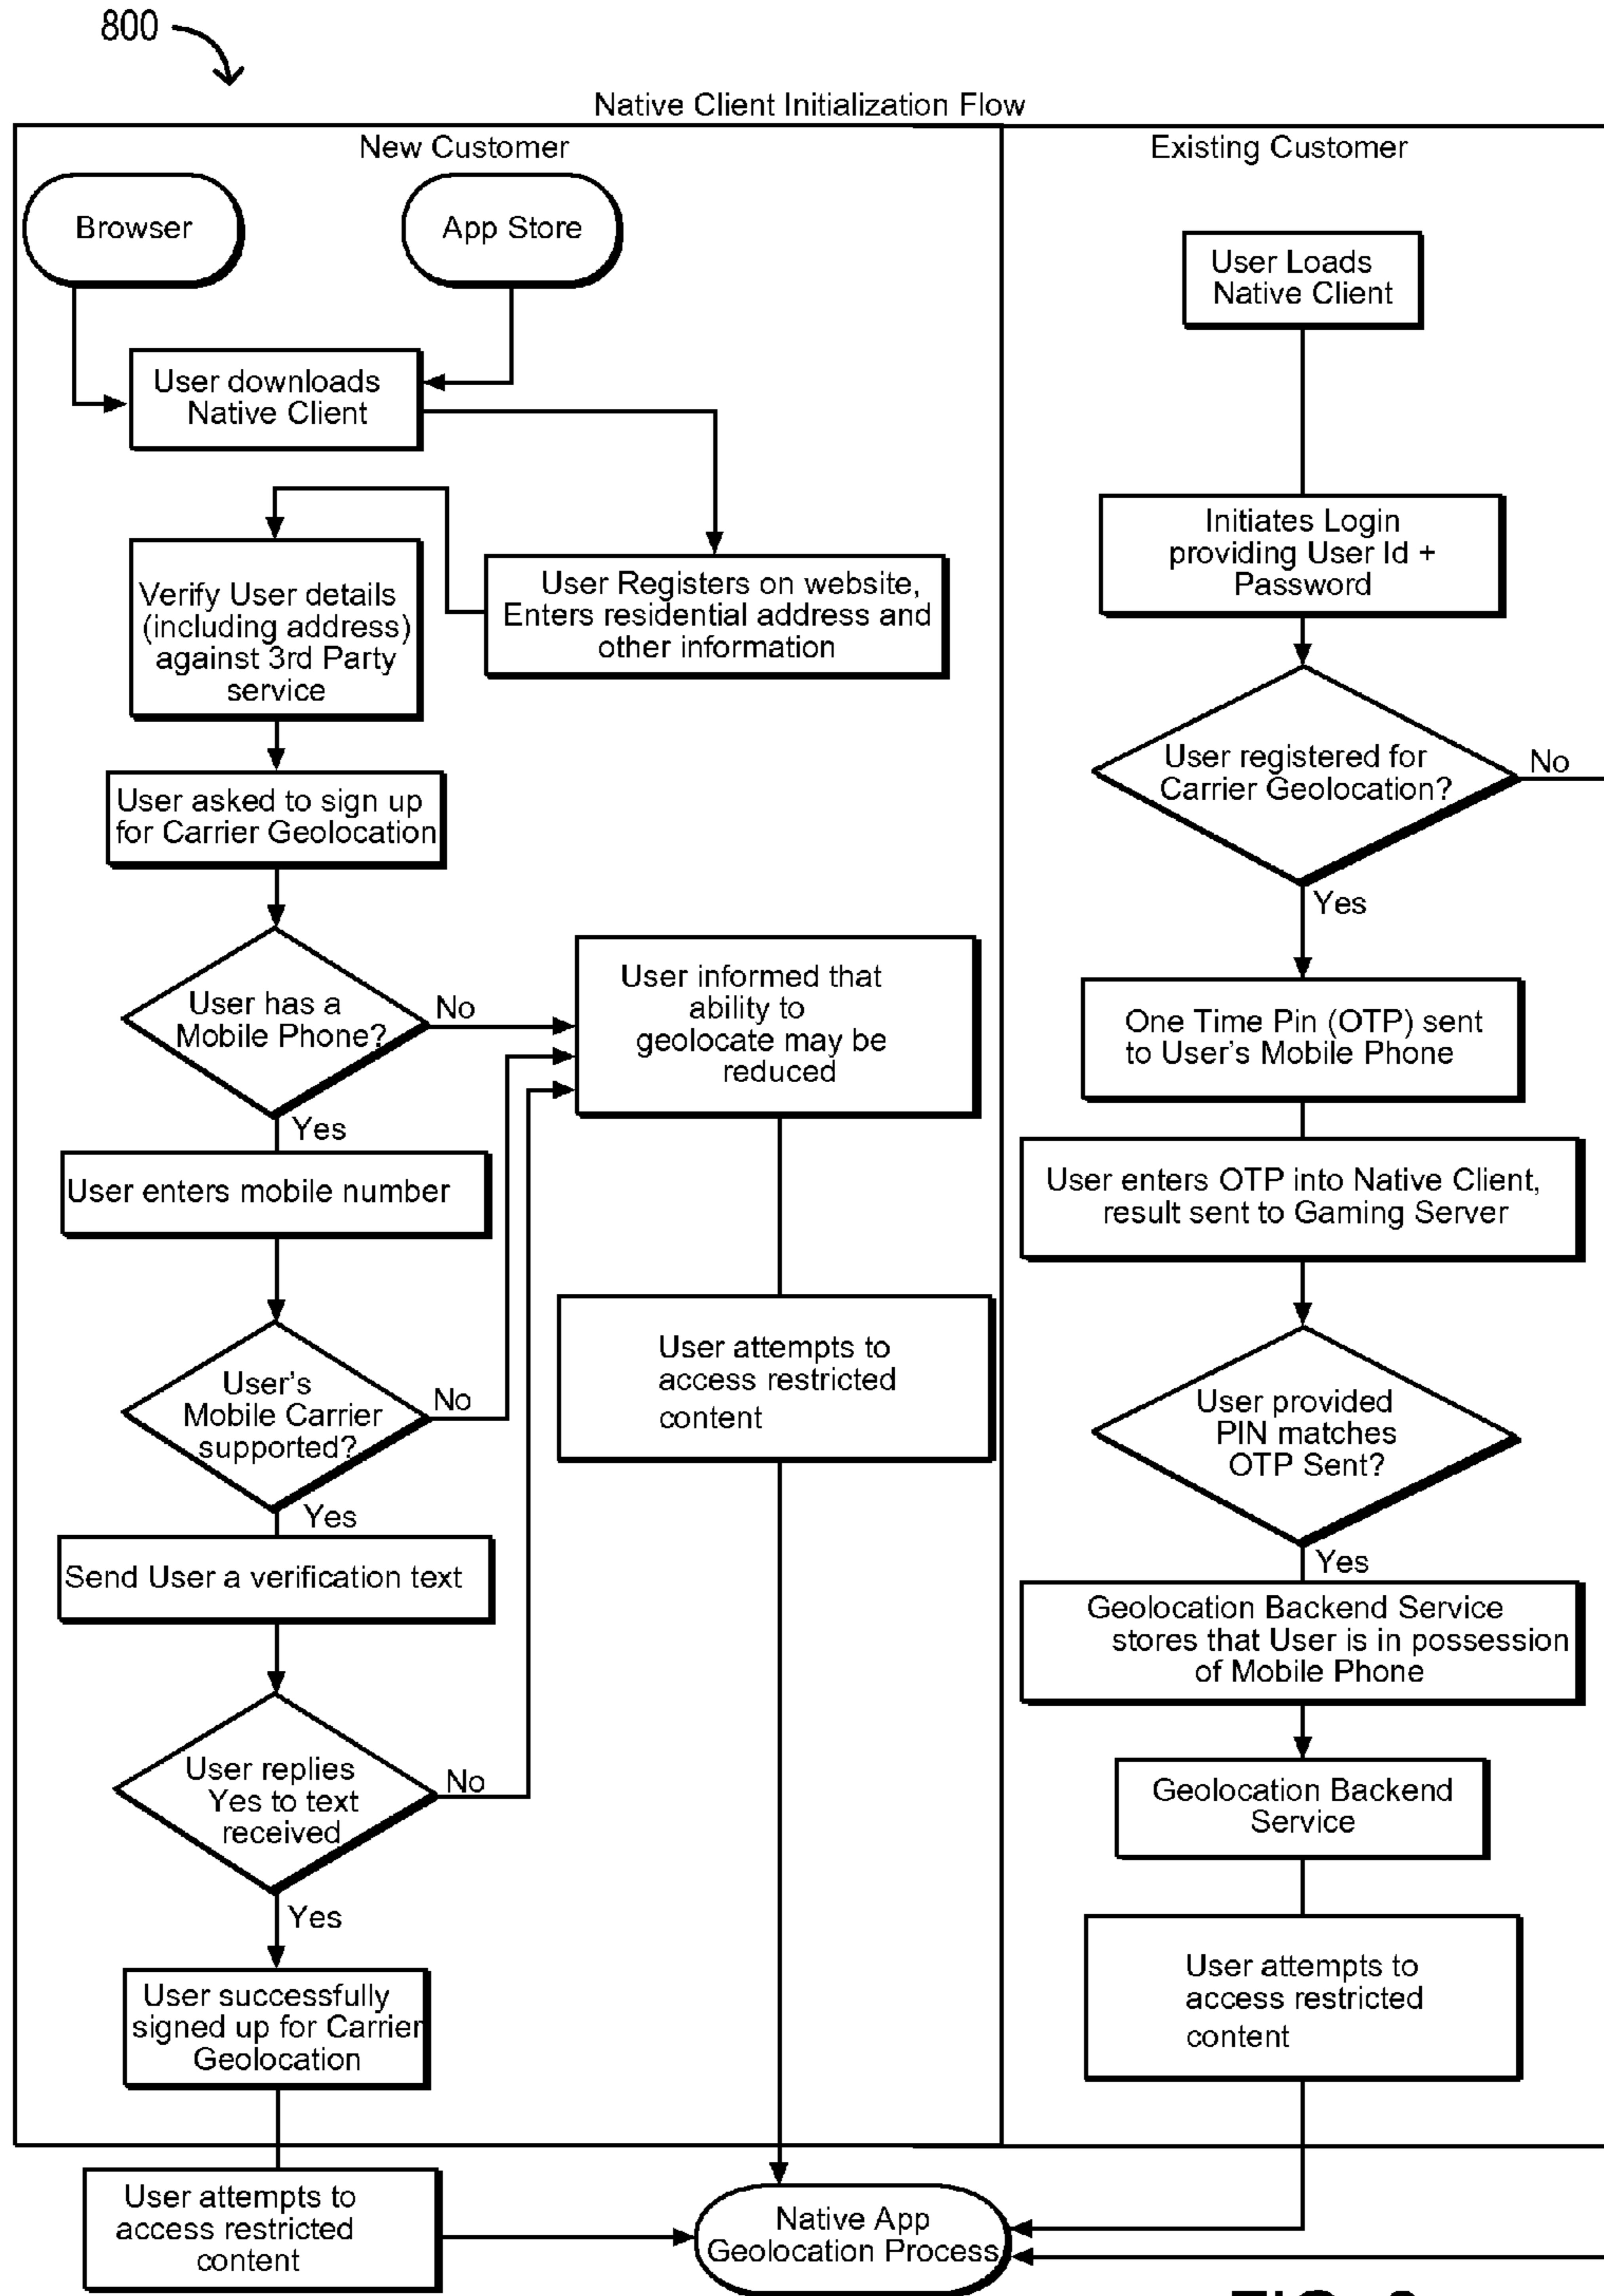 800
Native Client Initialization Flow
New Customer
Browser
App Store
User downloads
Native Client
User Registers on website,
Enters residential address and
other information
Verify User details
(including address)
against 3rd Party
service
User asked to sign up
for Carrier Geolocation
User has a
Mobile Phone?
No
Yes
User informed that
ability to
geolocate may be
reduced
User enters mobile number
User's
Mobile Carrier
supported?
No
Yes
User attempts to
access restricted
content
Send User a verification text
User replies
Yes to text
received
No
Yes
User successfully
signed up for Carrier
Geolocation
User attempts to
access restricted
content
Existing Customer
User Loads
Native Client
Initiates Login
providing User Id +
Password
User registered for
Carrier Geolocation?
No
Yes
One Time Pin (OTP) sent
to User's Mobile Phone
User enters OTP into Native Client,
result sent to Gaming Server
User provided
PIN matches
OTP Sent?
Yes
Geolocation Backend Service
stores that User is in possession
of Mobile Phone
Geolocation Backend
Service
User attempts to
access restricted
content
Native App
Geolocation Process